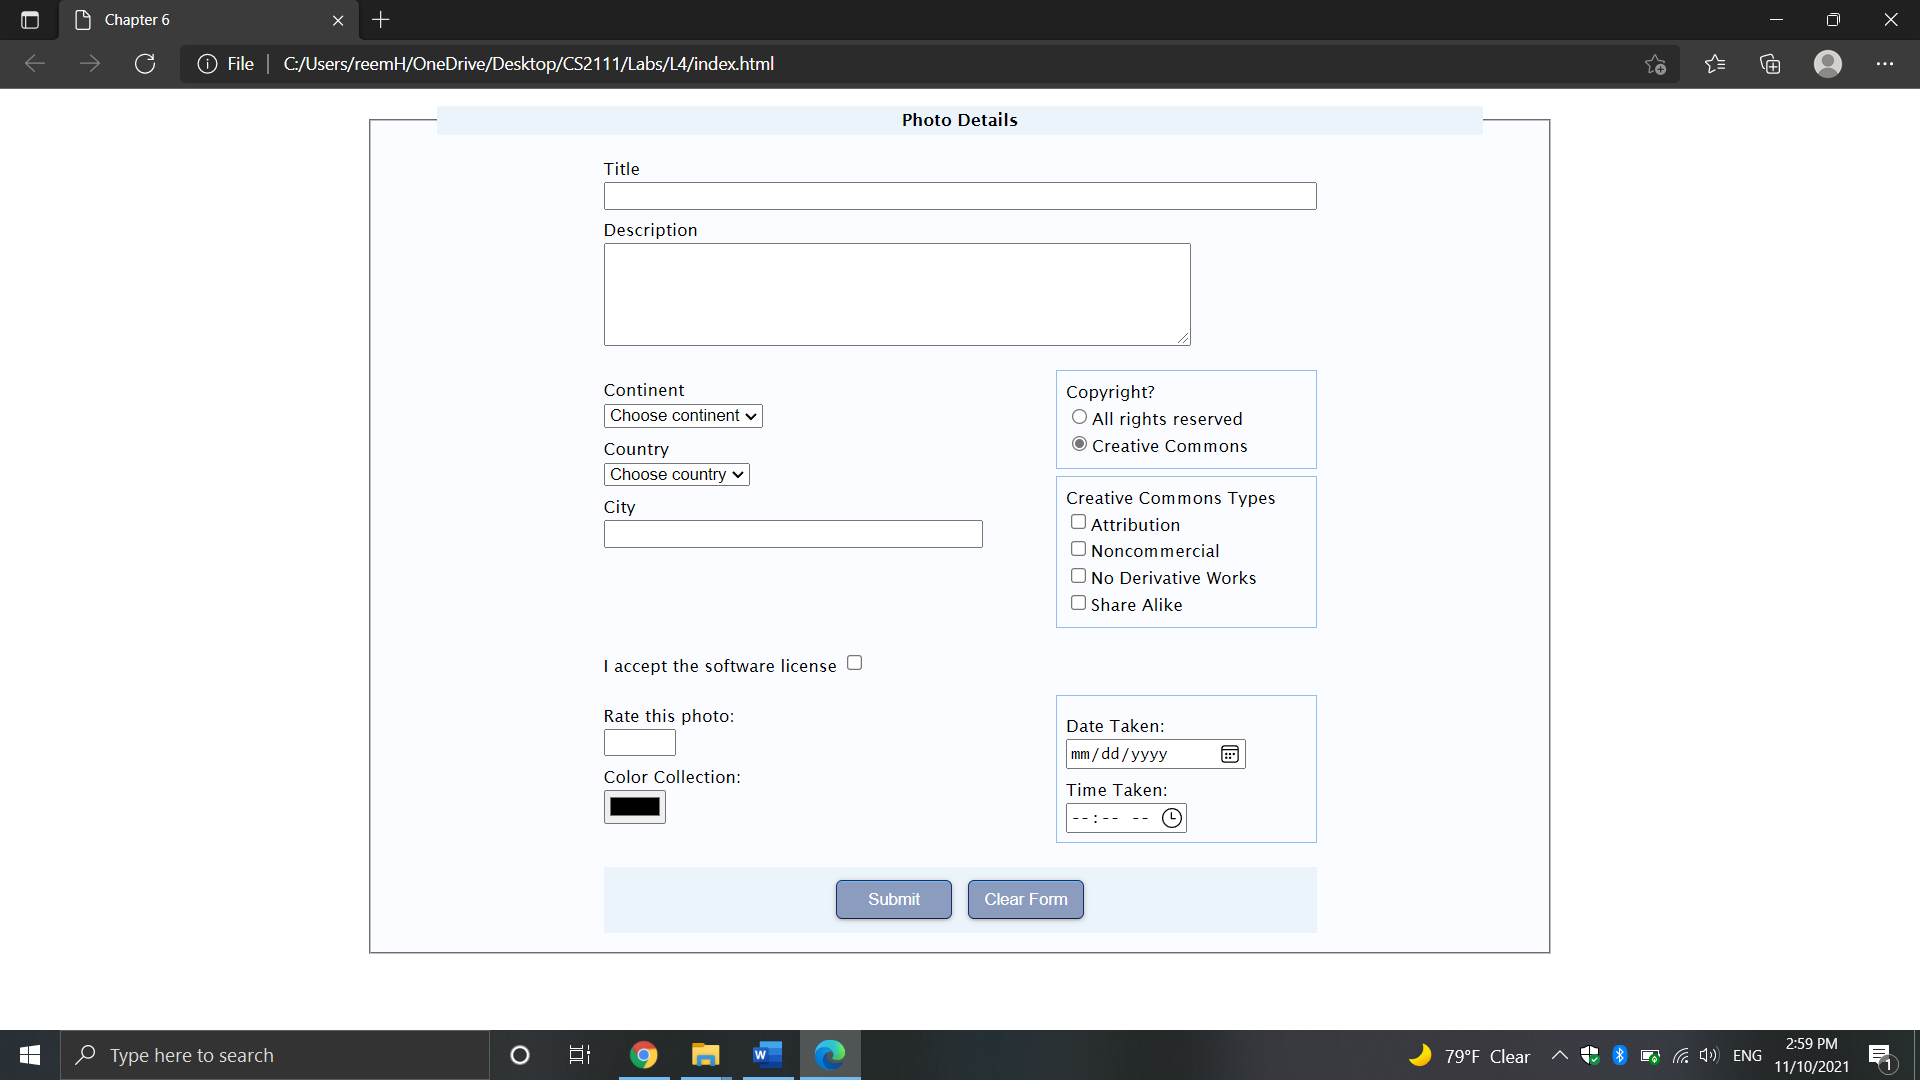 Chapter 6
File
C:/Users/reemH/OneDrive/Desktop/CS2111/Labs/L4/index.html
Photo Details
Title
Description
Continent
Choose continent
Country
Choose country
City
Copyright?
All rights reserved
Creative Commons
Creative Commons Types
Attribution
Noncommercial
No Derivative Works
Share Alike
I accept the software license
Rate this photo:
Color Collection:
Date Taken:
mm/dd/yyyy
Time Taken:
--:-- --
Submit
Clear Form
Type here to search
W
79°F Clear
ENG
2:59 PM
11/10/2021
1